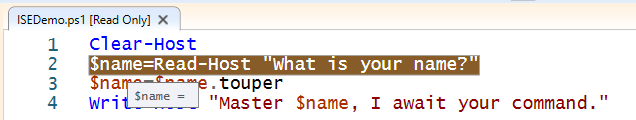 ISEDemo.ps1 [Read Only] X
1 Clear-Host
2 $name=Read-Host "What is your name?"
3 $name=$name.touper
$name =
4 "Master $name, I await your command."